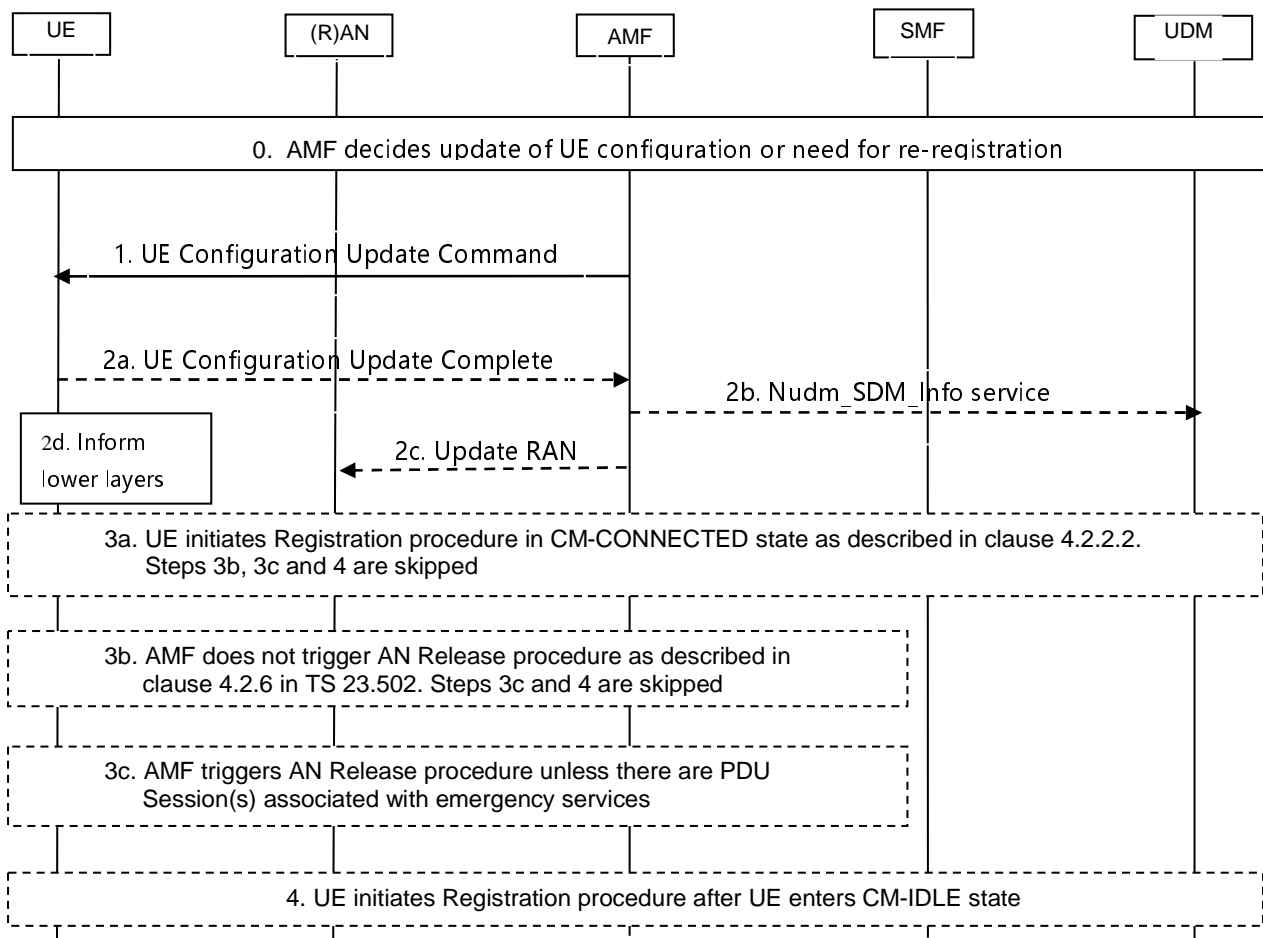 UE
(R)AN
AMF
SMF
UDM
0. AMF decides update of UE configuration or need for re-registration
1. UE Configuration Update Command
2a. UE Configuration Update Complete
2b. Nudm_SDM_Info service
2d. Inform
lower layers
2c. Update RAN
3a. UE initiates Registration procedure in CM-CONNECTED state as described in clause 4.2.2.2.
Steps 3b, 3c and 4 are skipped
3b. AMF does not trigger AN Release procedure as described in
clause 4.2.6 in TS 23.502. Steps 3c and 4 are skipped
3c. AMF triggers AN Release procedure unless there are PDU
Session(s) associated with emergency services
4. UE initiates Registration procedure after UE enters CM-IDLE state